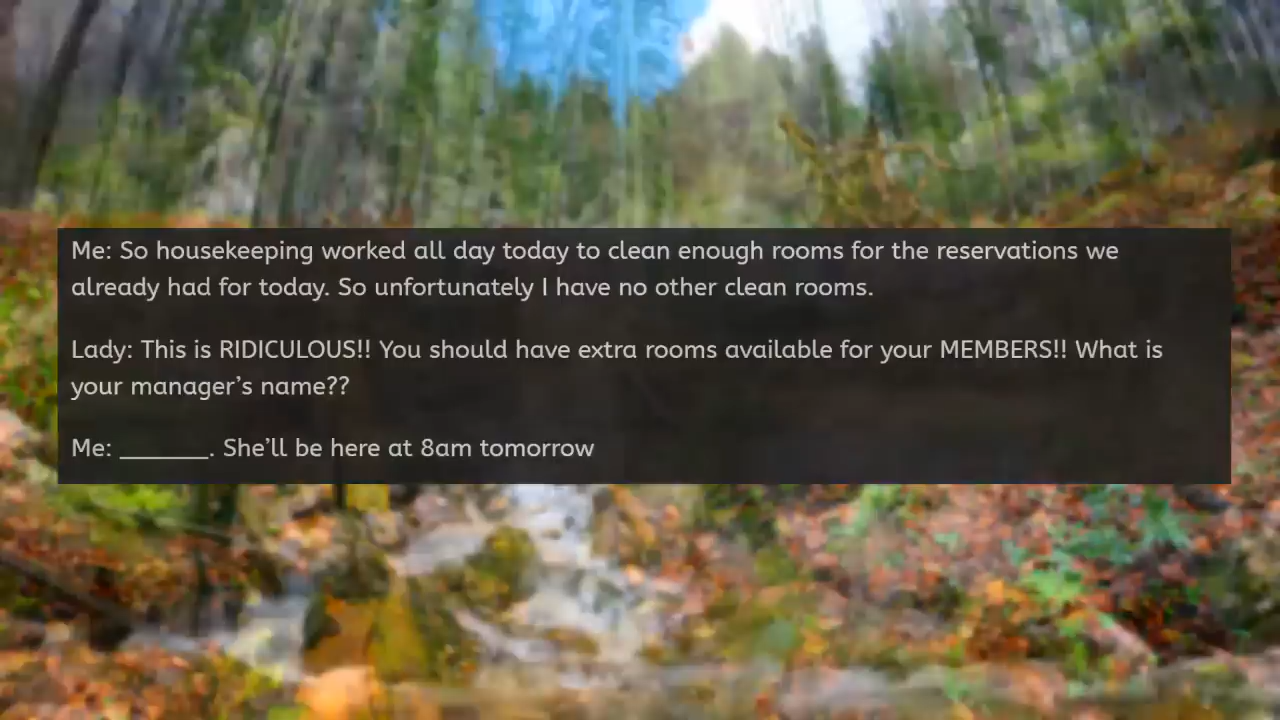 Me: So housekeeping worked all day today to clean enough rooms for the reservations we
already had for today. So unfortunately I have no other clean rooms.
Lady: This is RIDICULOUS!! You should have extra rooms available for your MEMBERS!! What is
your manager’s name??
Me: _______. She’ll be here at 8am tomorrow